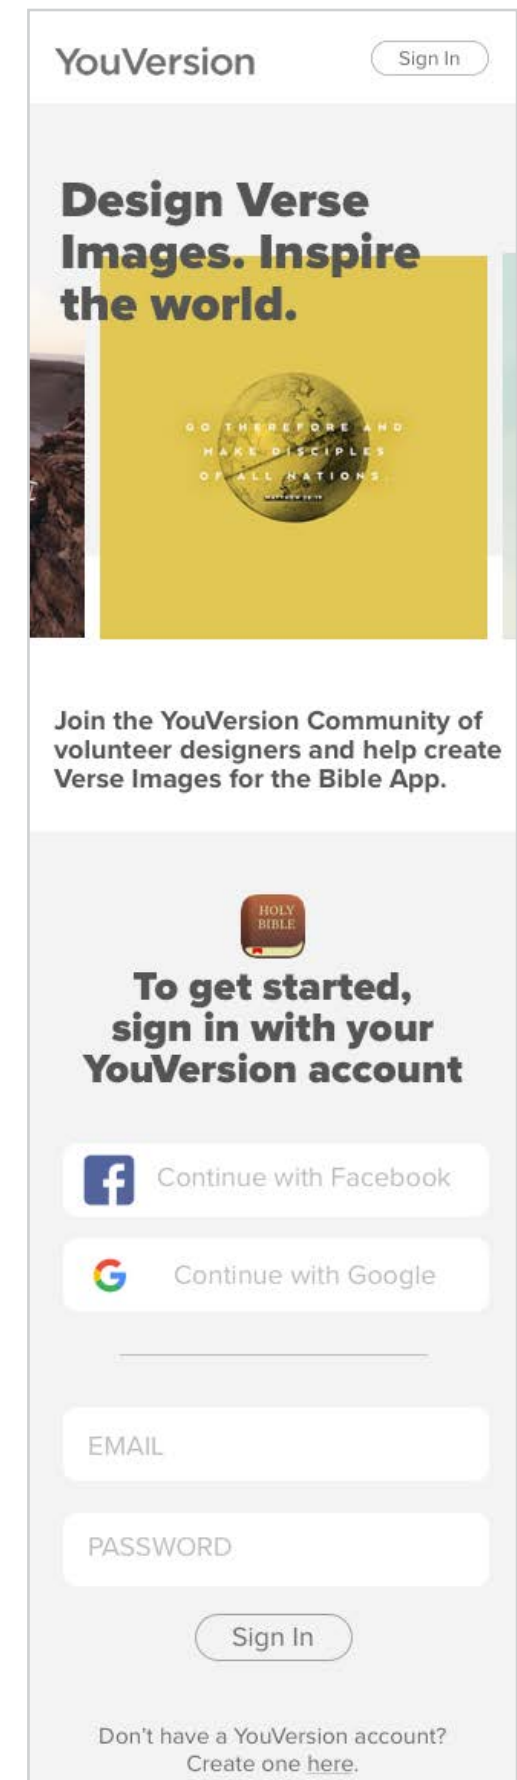 YouVersion
Sign In
Design Verse
Images. Inspire
the world.
GO THEREFORE AND
MAKE DISCIPLES
OF ALL NATIONS.
MATTHEW 28:19
Join the YouVersion Community of
volunteer designers and help create
Verse Images for the Bible App.
HOLY
BIBLE
To get started,
sign in with your
YouVersion account
Continue with Facebook
Continue with Google
EMAIL
PASSWORD
Sign In
Don't have a YouVersion account?
Create one here.